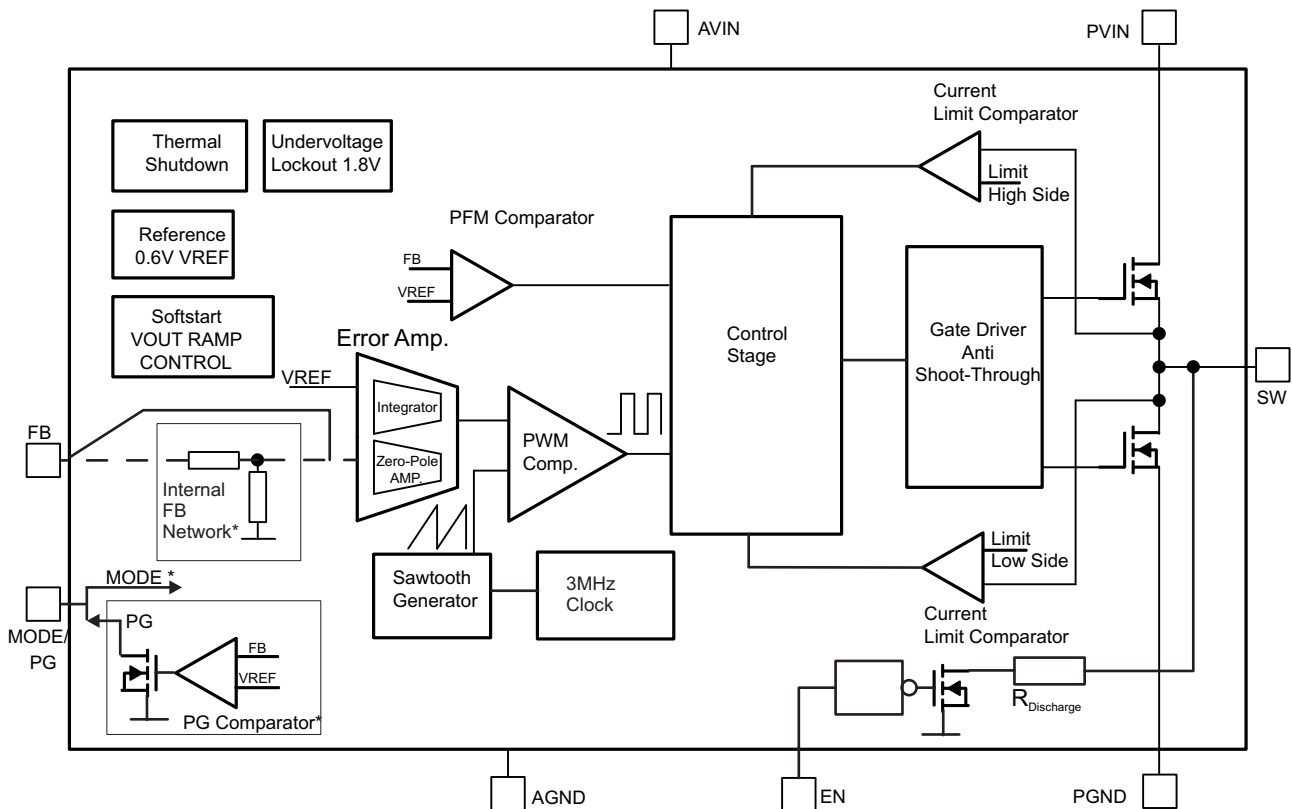 AVIN
PVIN
Current
Limit Comparator
Thermal
Shutdown
Undervoltage
Lockout 1.8V
Limit
High Side
Reference
0.6V VREF
PFM Comparator
FB
VREF
Softstart
VOUT RAMP
CONTROL
Error Amp.
VREF
Integrator
Zero-Pole
AMP.
PWM
Comp.
Control
Stage
Gate Driver
Anti
Shoot-Through
SW
FB
Internal
FB
Network*
Sawtooth
Generator
3MHz
Clock
Limit
Low Side
Current
Limit Comparator
MODE *
MODE/
PG
PG
FB
VREF
PG Comparator*
RDischarge
AGND
EN
PGND